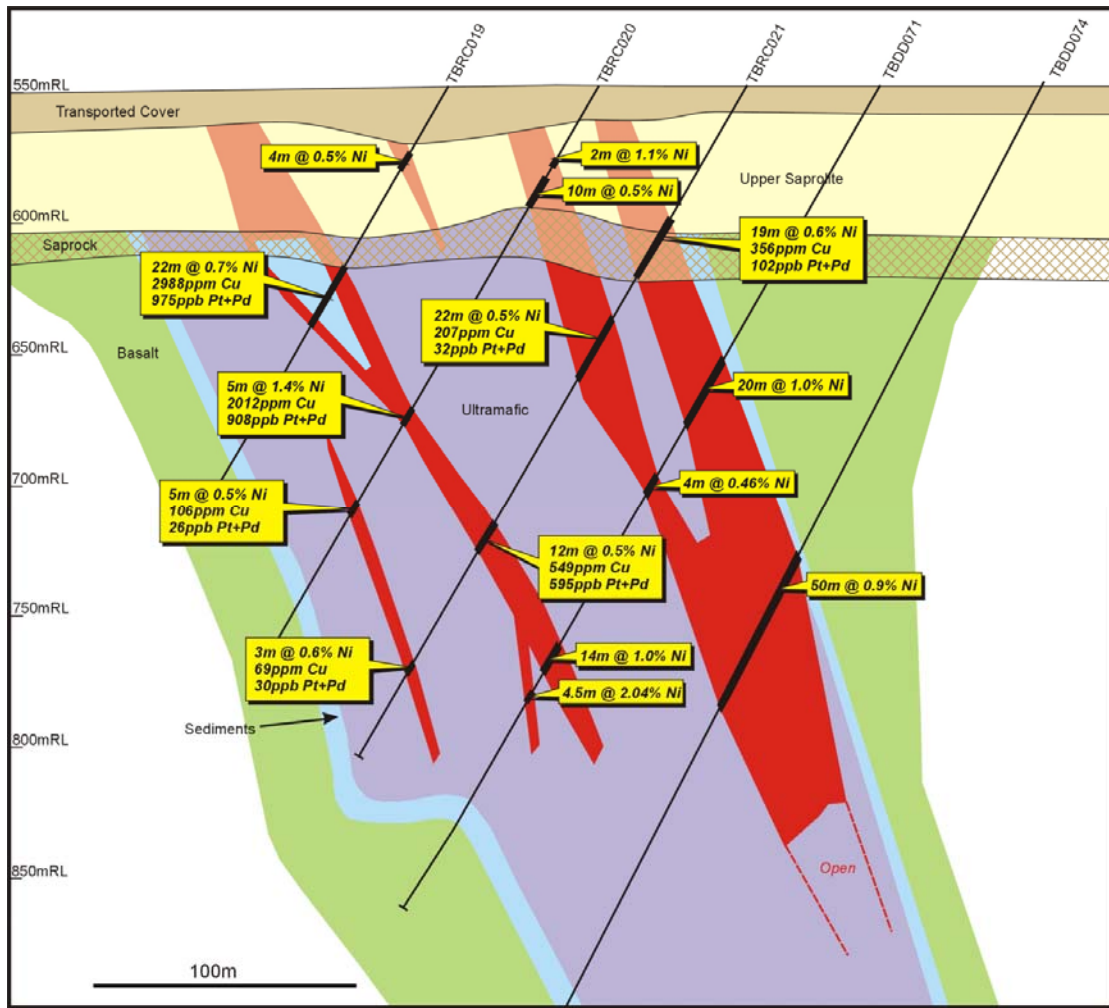 TBRC019
TBRC020
TBRC021
TBDD071
TBDD074
550mRL
Transported Cover
4m @ 0.5% Ni
2m @ 1.1% Ni
10m @ 0.5% Ni
Upper Saprolite
600mRL
Saprock
19m @ 0.6% Ni
356ppm Cu
102ppb Pt+Pd
22m @ 0.7% Ni
2988ppm Cu
975ppb Pt+Pd
22m @ 0.5% Ni
207ppm Cu
32ppb Pt+Pd
650mRL
Basalt
5m @ 1.4% Ni
2012ppm Cu
908ppb Pt+Pd
Ultramafic
20m @ 1.0% Ni
700mRL
5m @ 0.5% Ni
106ppm Cu
26ppb Pt+Pd
4m @ 0.46% Ni
12m @ 0.5% Ni
549ppm Cu
595ppb Pt+Pd
50m @ 0.9% Ni
750mRL
3m @ 0.6% Ni
69ppm Cu
30ppb Pt+Pd
14m @ 1.0% Ni
4.5m @ 2.04% Ni
Sediments
800mRL
850mRL
Open
100m